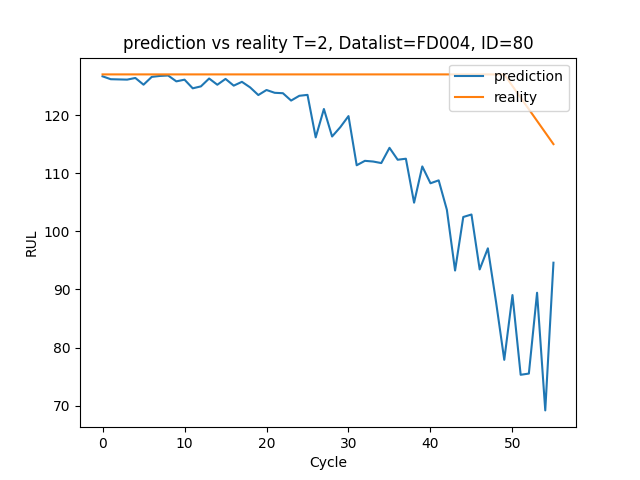 prediction vs reality T=2, Datalist=FD004, ID=80
prediction
reality
RUL
120
110
100
90
80
70
0 10 20 30 40 50
Cycle